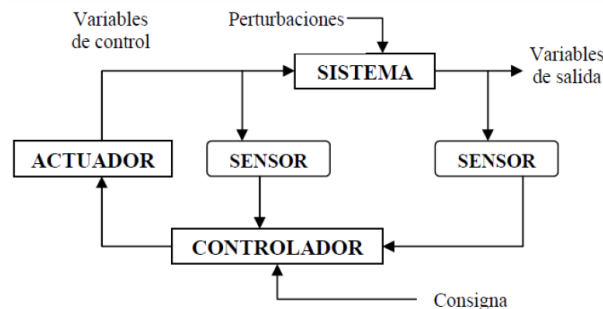 Variables
de control
Perturbaciones
SISTEMA
Variables
de salida
ACTUADOR
SENSOR
SENSOR
CONTROLADOR
Consigna